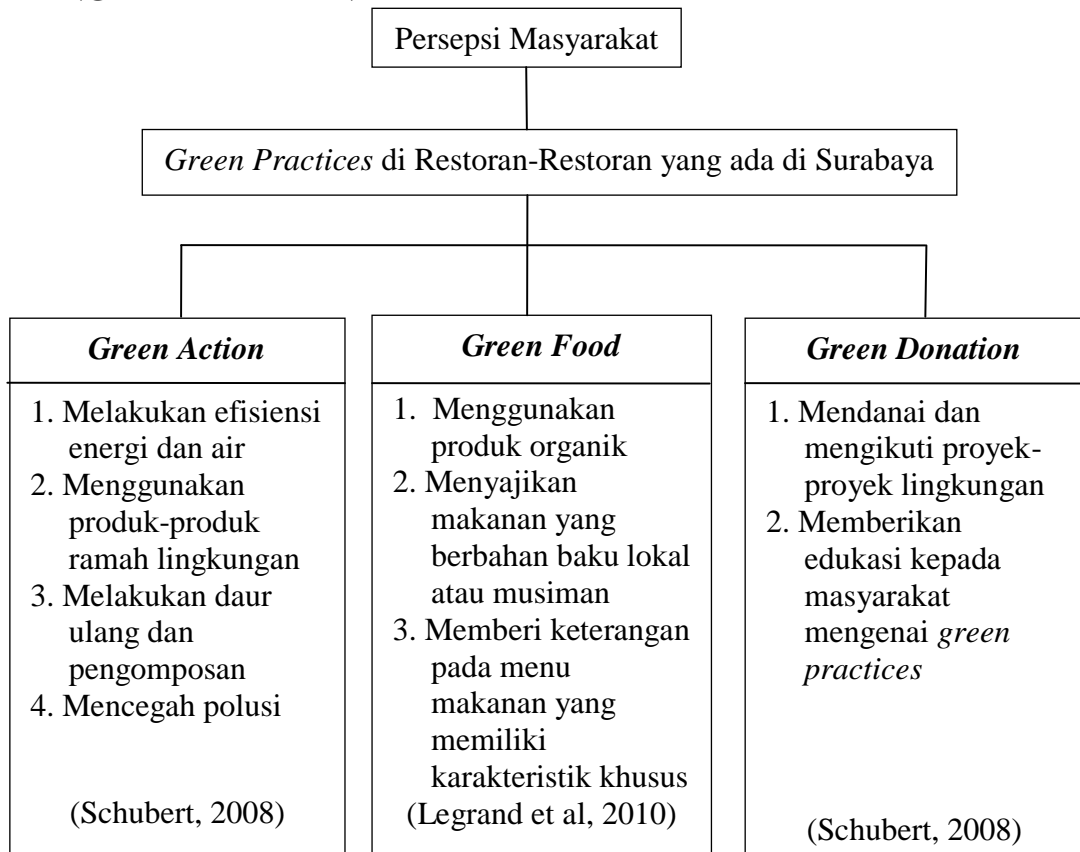 Persepsi Masyarakat
Green Practices di Restoran-Restoran yang ada di Surabaya
Green Action
1. Melakukan efisiensi
energi dan air
2. Menggunakan
produk-produk
ramah lingkungan
3. Melakukan daur
ulang dan
pengomposan
4. Mencegah polusi
(Schubert, 2008)
Green Food
1. Menggunakan
produk organik
2. Menyajikan
makanan yang
berbahan baku lokal
atau musiman
3. Memberi keterangan
pada menu
makanan yang
memiliki
karakteristik khusus
(Legrand et al, 2010)
Green Donation
1. Mendanai dan
mengikuti proyek-
proyek lingkungan
2. Memberikan
edukasi kepada
masyarakat
mengenai green
practices
(Schubert, 2008)